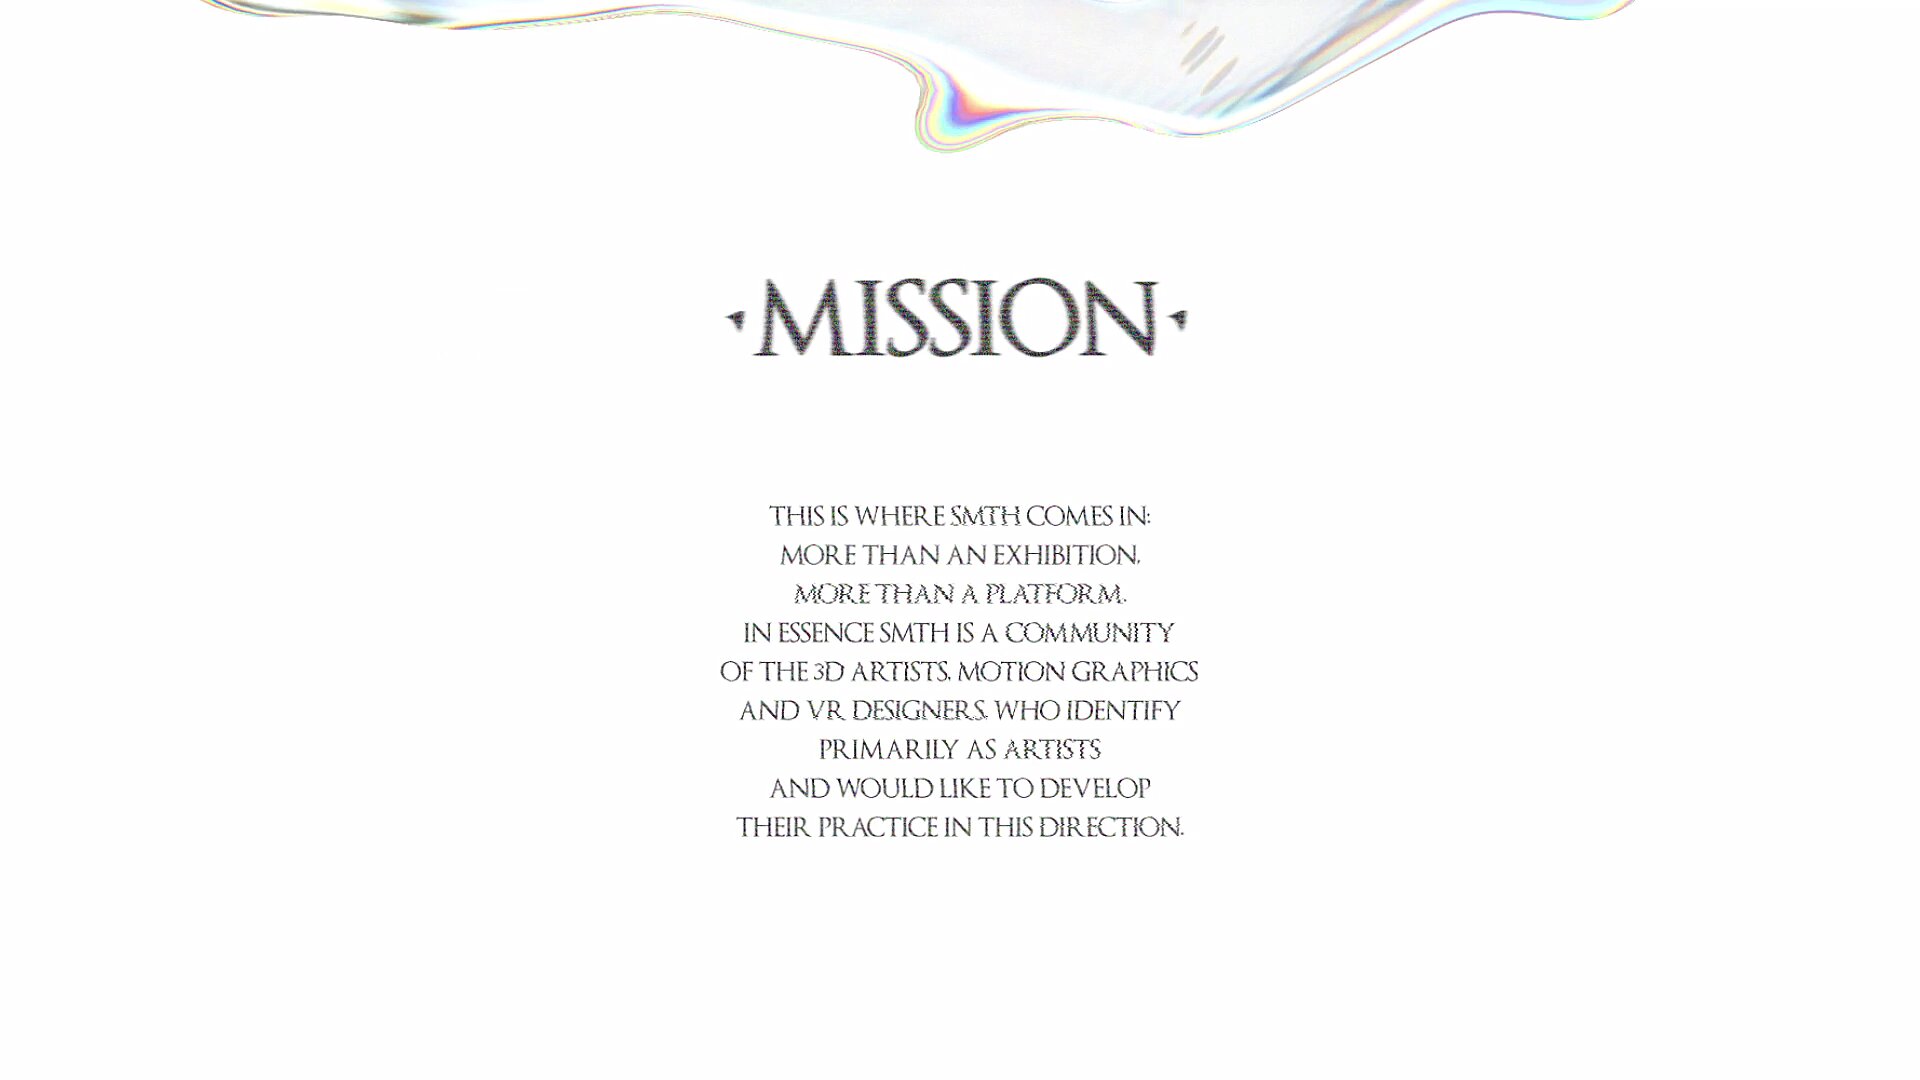 MISSION
THIS IS WHERE SMTH COMES IN:
MORE THAN AN EXHIBITION,
MORE THAN A PLATFORM.
IN ESSENCE SMTH IS A COMMUNITY
OF THE 3D ARTISTS, MOTION GRAPHICS
AND VR DESIGNERS, WHO IDENTIFY
PRIMARILY AS ARTISTS
AND WOULD LIKE TO DEVELOP
THEIR PRACTICE IN THIS DIRECTION.